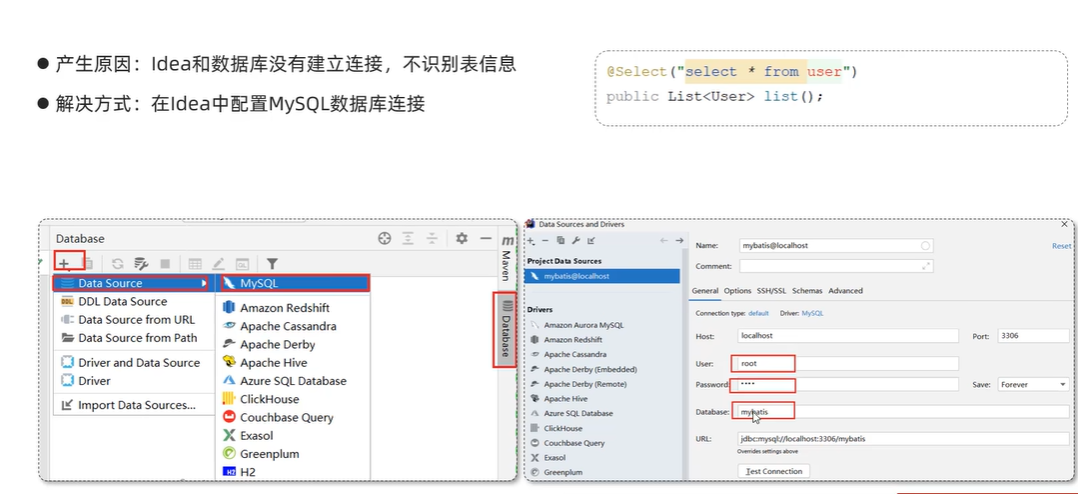 ● 产生原因：Idea和数据库没有建立连接，不识别表信息
● 解决方式：在Idea中配置MySQL数据库连接
@Select("select * from user")
public List<User> list();
Database
Data Source
DDL Data Source
Data Source from URL
Data Source from Path
Driver and Data Source
Driver
Import Data Sources...
MySQL
Amazon Redshift
Apache Cassandra
Apache Derby
Apache Hive
Azure SQL Database
ClickHouse
Couchbase Query
Exasol
Greenplum
H2
m
Maven
Database
Data Sources and Drivers
Project Data Sources
mybatis@localhost
Drivers
Amazon Aurora MySQL
Amazon Redshift
Apache Cassandra
Apache Derby (Embedded)
Apache Derby (Remote)
Apache Hive
Azure SQL Database
ClickHouse
Couchbase Query
Exasol
Greenplum
Name: mybatis@localhost
Reset
Comment:
General Options SSH/SSL Schemas Advanced
Connection type: default Driver: MySQL
Host: localhost Port: 3306
User: root
Password: •••• Save: Forever
Database: mybatis
URL: jdbc:mysql://localhost:3306/mybatis
Overrides settings above
Test Connection